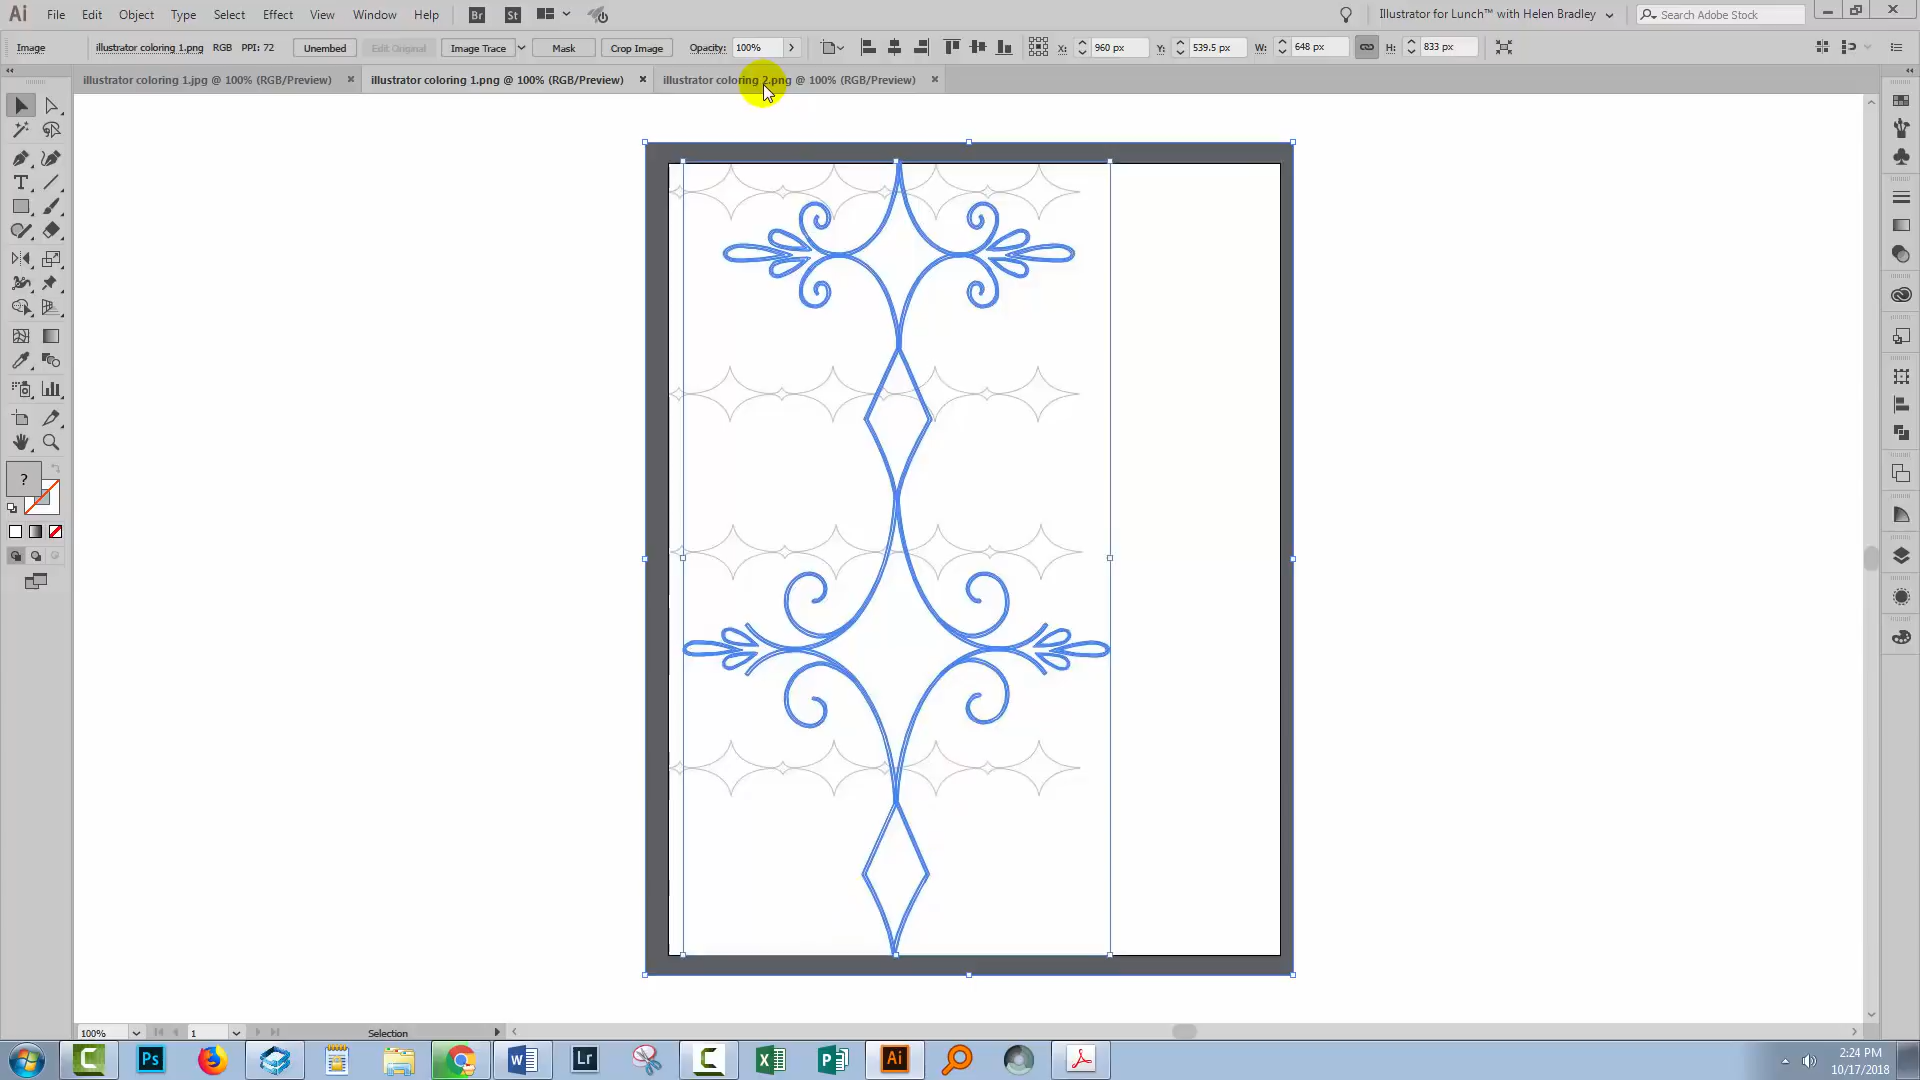 Ai File Edit Object Type Select Effect View Window Help Br St Illustrator for Lunch™ with Helen Bradley Search Adobe Stock
Image illustrator coloring 1.png RGB PPI: 72 Unembed Edit Original Image Trace Mask Crop Image Opacity: 100% X: 960 px Y: 539.5 px W: 648 px H: 833 px
illustrator coloring 1.jpg @ 100% (RGB/Preview) × illustrator coloring 1.png @ 100% (RGB/Preview) × illustrator coloring 2.png @ 100% (RGB/Preview) ×
T
?
100% 1 Selection
Ps W Lr X P Ai
2:24 PM
10/17/2018